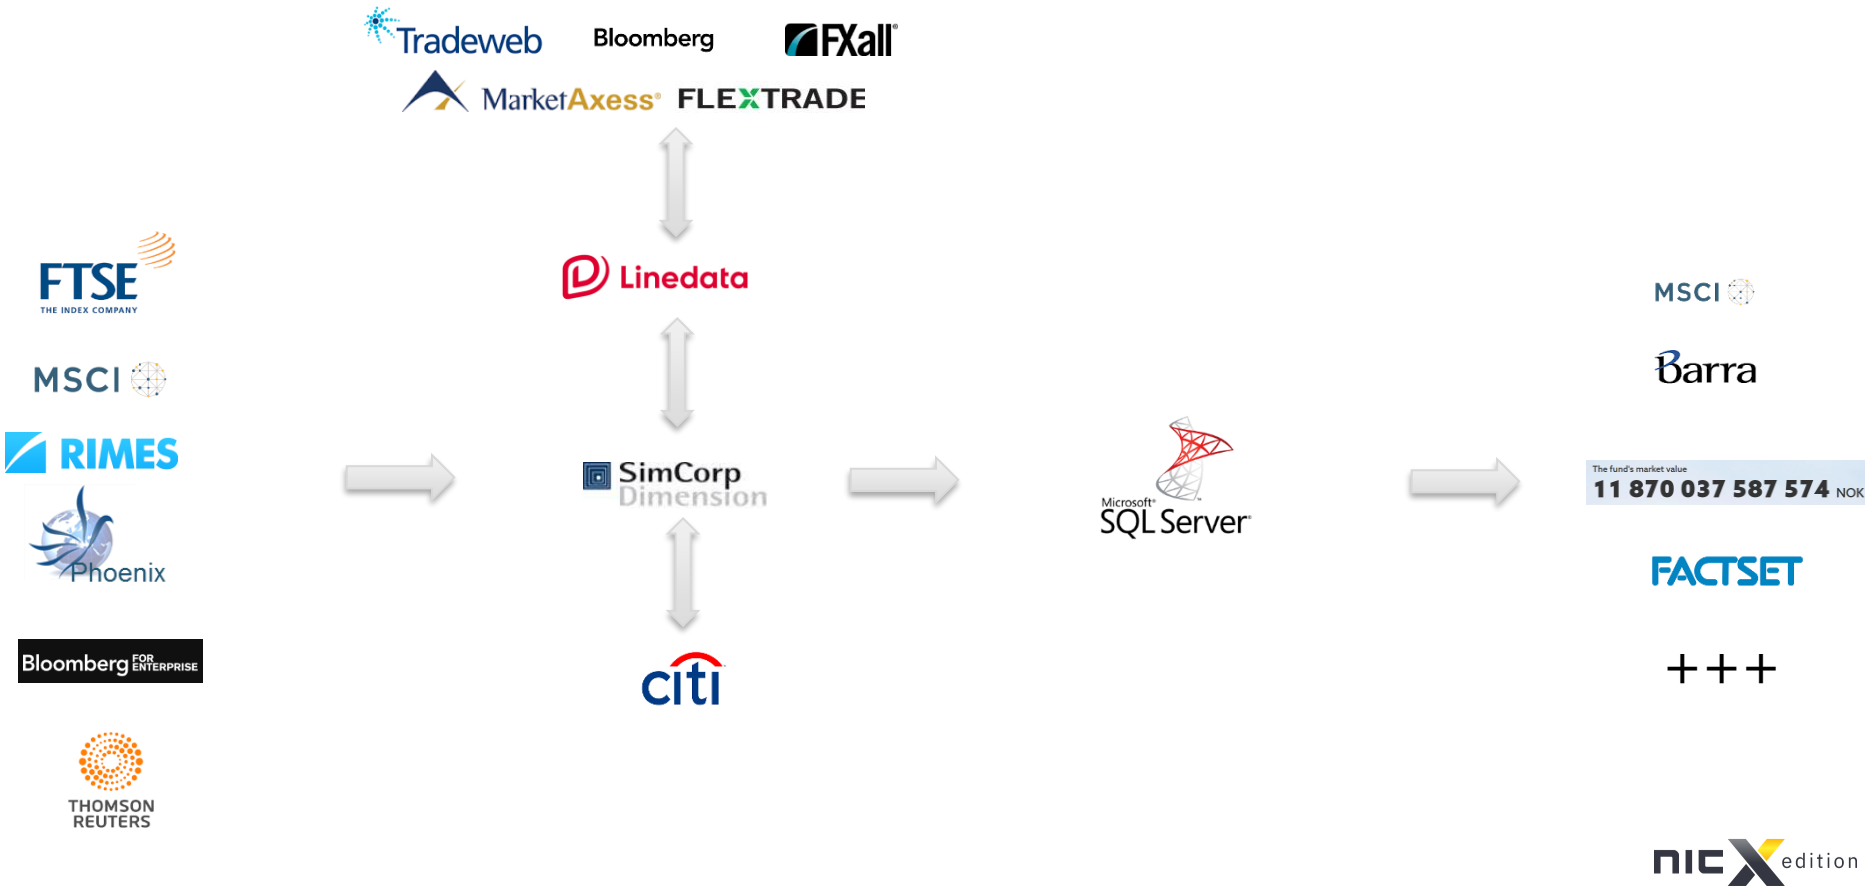 Tradeweb
Bloomberg
FXall®
MarketAxess®
FLEXTRADE
FTSE
THE INDEX COMPANY
Linedata
MSCI
MSCI
Barra
RIMES
SimCorp
Dimension
The fund's market value
11 870 037 587 574 NOK
Microsoft®
SQL Server®
Phoenix
FACTSET
Bloomberg FOR
ENTERPRISE
citi
+++
THOMSON
REUTERS
nic X edition